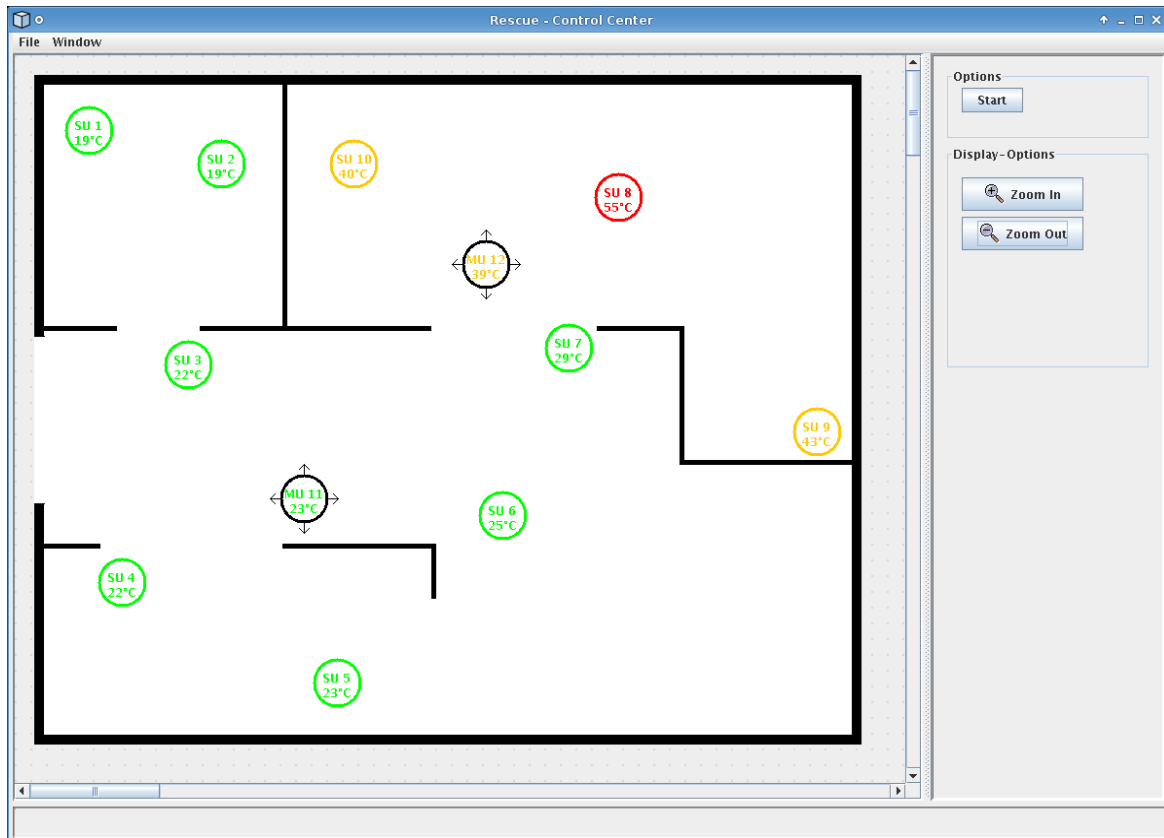 Rescue - Control Center
File Window
Options
Start
Display-Options
Zoom In
Zoom Out
SU 1
19°C
SU 2
19°C
SU 10
40°C
SU 8
55°C
MU 12
39°C
SU 3
22°C
SU 7
29°C
SU 9
43°C
MU 11
23°C
SU 6
25°C
SU 4
22°C
SU 5
23°C